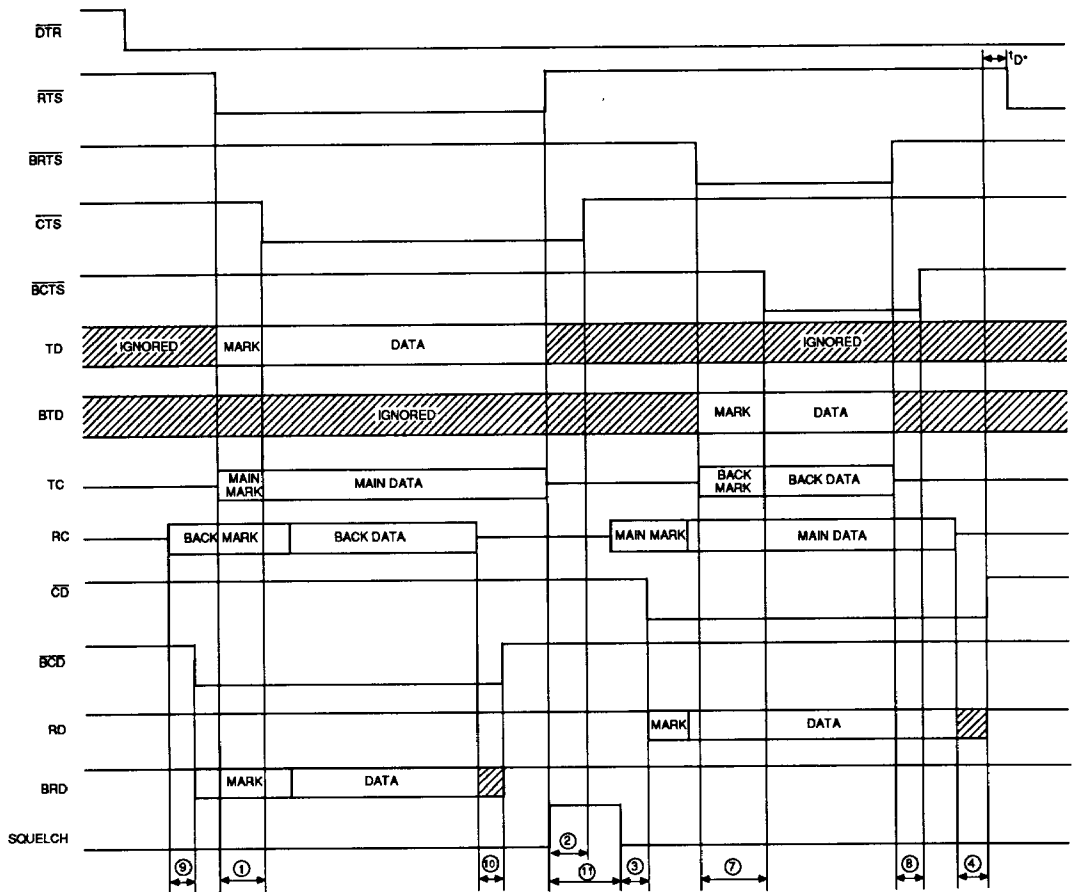 DTR
tD*
RTS
BRTS
CTS
BCTS
TD IGNORED MARK DATA IGNORED
BTD IGNORED MARK DATA
TC MAIN MARK MAIN DATA BACK MARK BACK DATA
RC BACK MARK BACK DATA MAIN MARK MAIN DATA
CD
BCD
RD MARK DATA
BRD MARK DATA
SQUELCH
9 1 10 2 11 3 7 8 4